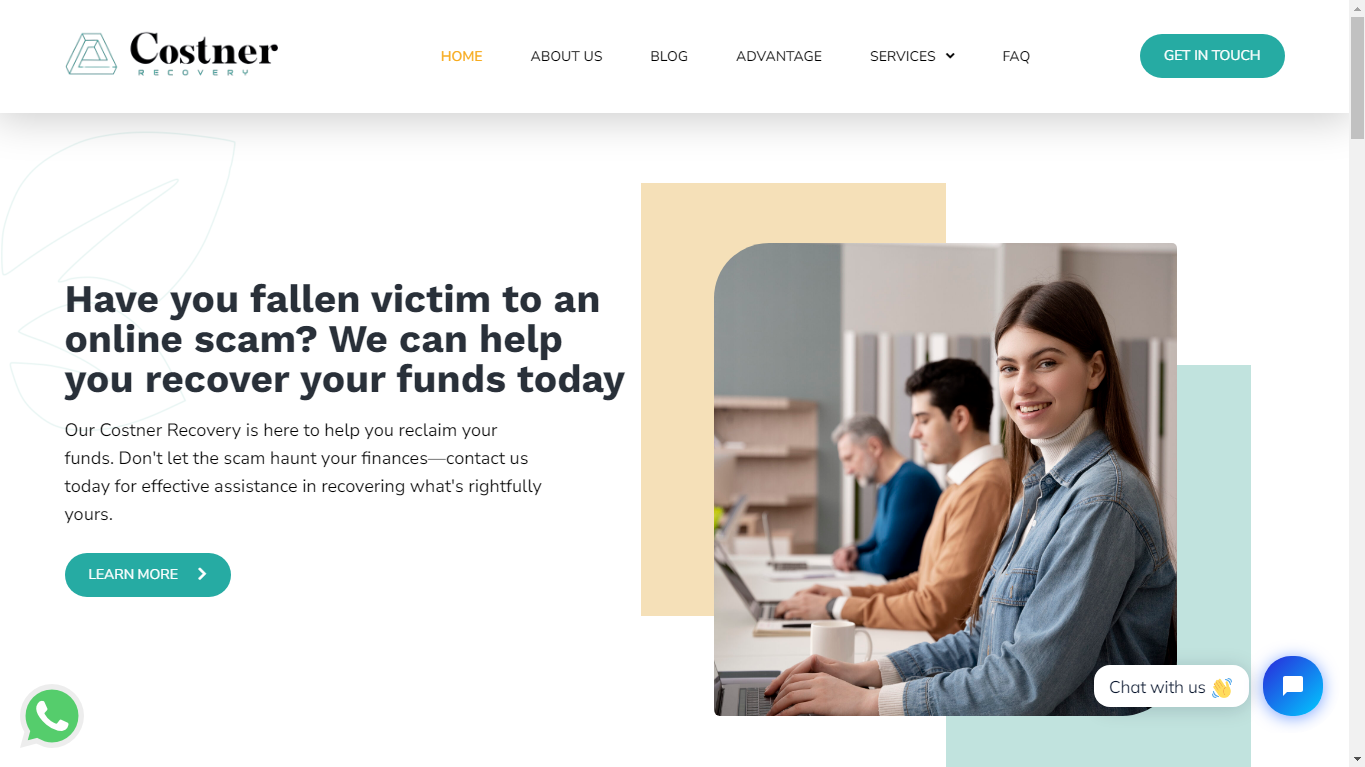 Costner
RECOVERY
HOME
ABOUT US
BLOG
ADVANTAGE
SERVICES
FAQ
GET IN TOUCH
Have you fallen victim to an
online scam? We can help
you recover your funds today
Our Costner Recovery is here to help you reclaim your
funds. Don't let the scam haunt your finances—contact us
today for effective assistance in recovering what's rightfully
yours.
LEARN MORE
Chat with us 👋